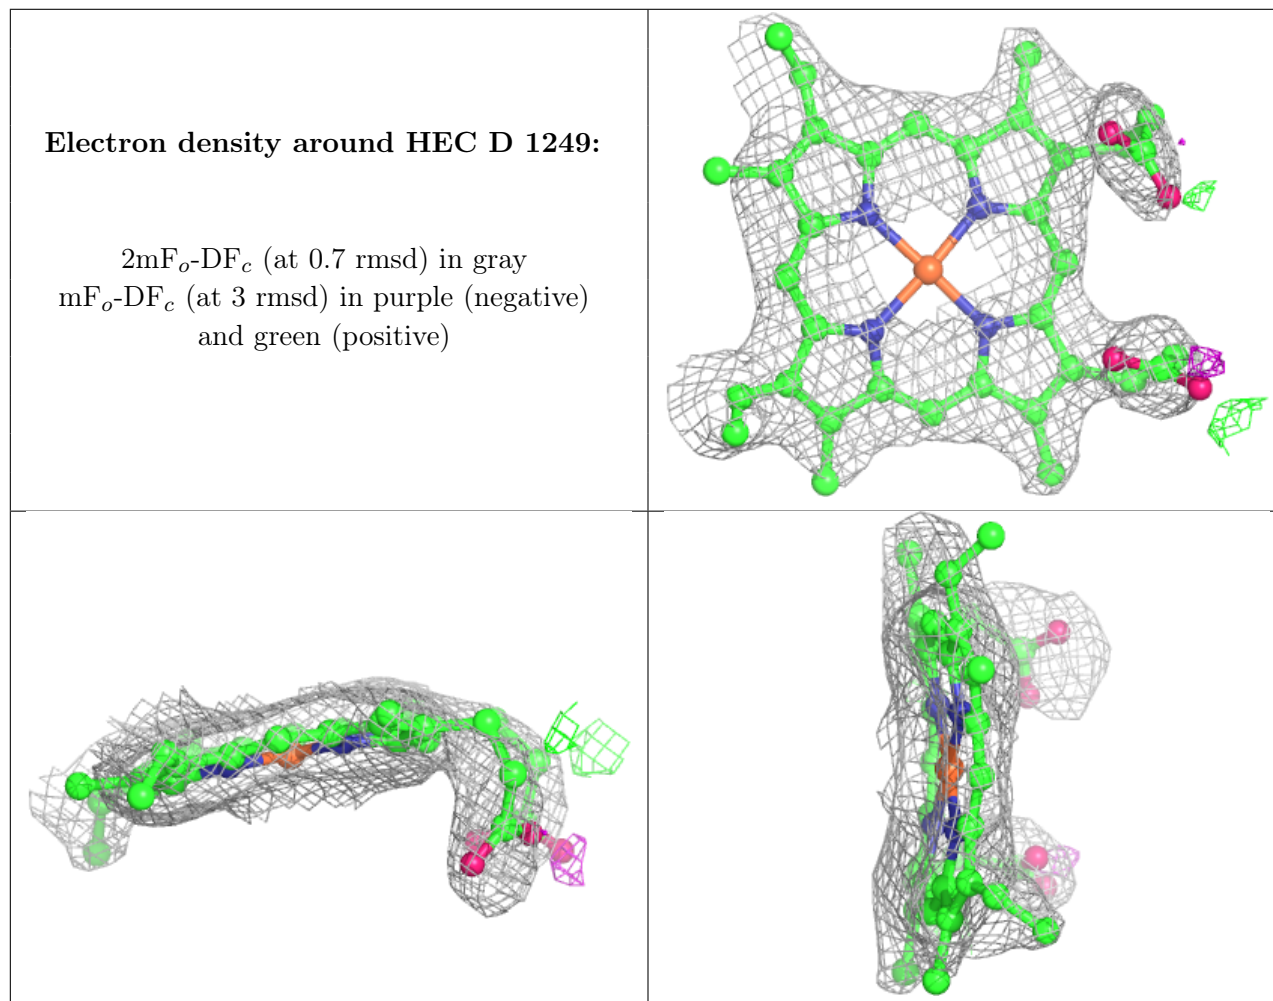 Electron density around HEC D 1249:
2mFo-DFc (at 0.7 rmsd) in gray
mFo-DFc (at 3 rmsd) in purple (negative)
and green (positive)